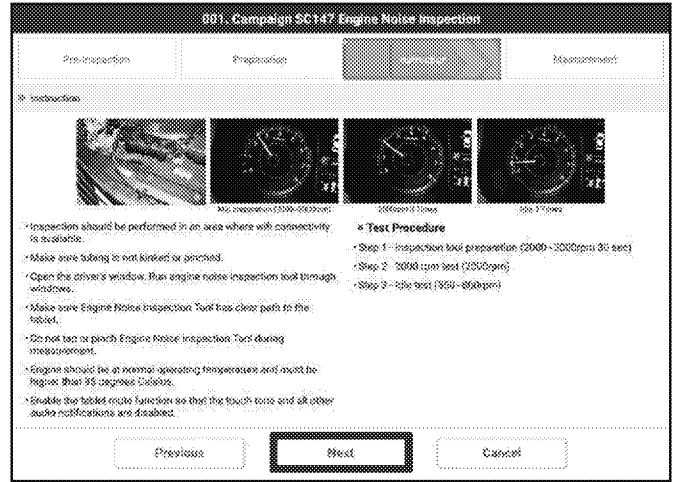 001. Campaign SC147 Engine Noise Inspection
Pre-Inspection
Preparation
Measurement
Instruction
• Inspection should be performed in an area where wifi connectivity
is available.
• Make sure tubing is not kinked or pinched.
• Open the driver's window. Run engine noise inspection tool through
windows.
• Make sure Engine Noise Inspection Tool has clear path to the
tablet.
• Do not tap or pinch Engine Noise Inspection Tool during
measurement.
• Engine should be at normal operating temperature and must be
higher than 85 degrees Celsius.
• Enable the tablet mute function so that the touch tone and all other
audio notifications are disabled.
* Test Procedure
• Step 1 - Inspection tool preparation (2000~3000rpm 30 sec)
• Step 2 - 2000 rpm test (2000rpm)
• Step 3 - Idle test (550~800rpm)
Previous
Next
Cancel